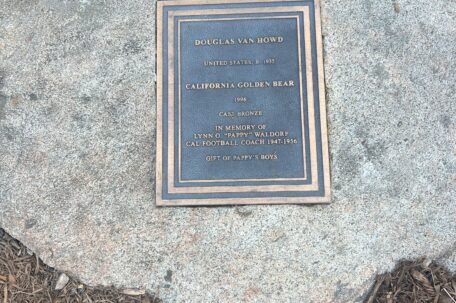 DOUGLAS VAN HOWD
UNITED STATES, B. 1935
CALIFORNIA GOLDEN BEAR
1996
CAST BRONZE
IN MEMORY OF
LYNN O. "PAPPY" WALDORF
CAL FOOTBALL COACH 1947-1956
GIFT OF PAPPY'S BOYS